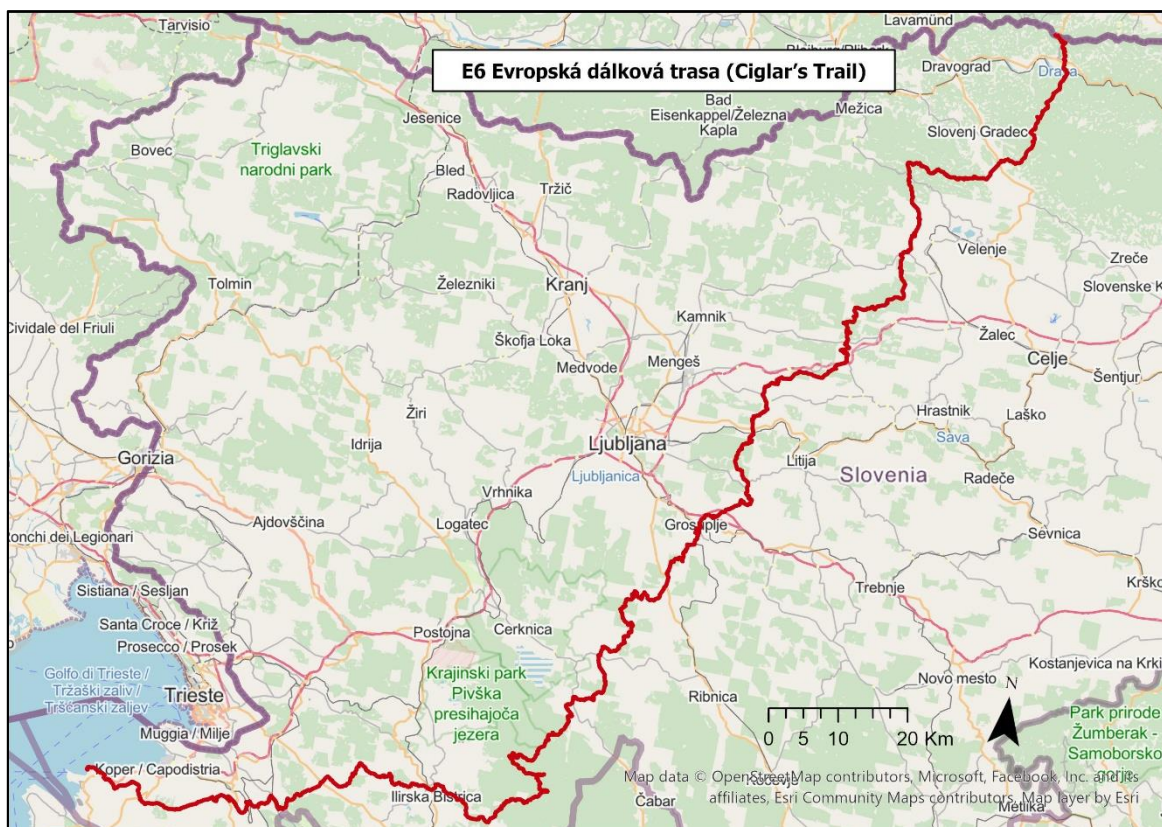 Tarvisio
Lavamünd
E6 Evropská dálková trasa (Ciglar's Trail)
Dravograd
Drava
Bad
Eisenkappel/Železna
Kapla
Mežica
Jesenice
Slovenj Gradec
Bovec
Triglavski
narodni park
Bled
Radovljica
Tržič
Velenje
Zreče
Tolmin
Železniki
Kranj
Slovenske K
Cividale del Friuli
Kamnik
Škofja Loka
Mengeš
Žalec
Celje
Medvode
Šentjur
Žiri
Hrastnik
Laško
Idrija
Ljubljana
Sava
Gorizia
Litija
Ljubljanica
Slovenia
Radeče
Vrhnika
Ajdovščina
Logatec
Grosuplje
Sevnica
Ronchi dei Legionari
Sistiana / Sesljan
Trebnje
Krško
Santa Croce / Križ
Postojna
Cerknica
Prosecco / Prosek
Kostanjevica na Krki
Golfo di Trieste /
Tržaški zaliv /
Tršćanski
zaljev
Trieste
Krajinski park
Pivška
presihajoča
jezera
Ribnica
Novo mesto
N
Park prirode
Žumberak -
Samoborsko
gorje
Muggia / Milje
0 5 10 20 Km
Koper / Capodistria
Ilirska Bistrica
Čabar
Kočevje
Map data © OpenStreetMap contributors, Microsoft, Facebook, Inc. and its
affiliates, Esri Community Maps contributors, Map layer by Esri
Metlika